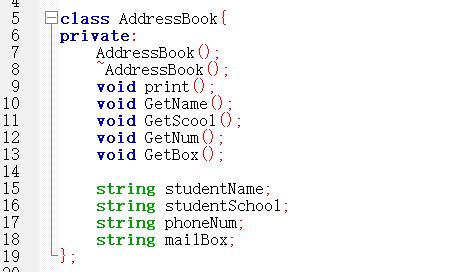 4
5 class AddressBook{
6 private:
7 AddressBook();
8 ~AddressBook();
9 void print();
10 void GetName();
11 void GetScool();
12 void GetNum();
13 void GetBox();
14
15 string studentName;
16 string studentSchool;
17 string phoneNum;
18 string mailBox;
19 };
20